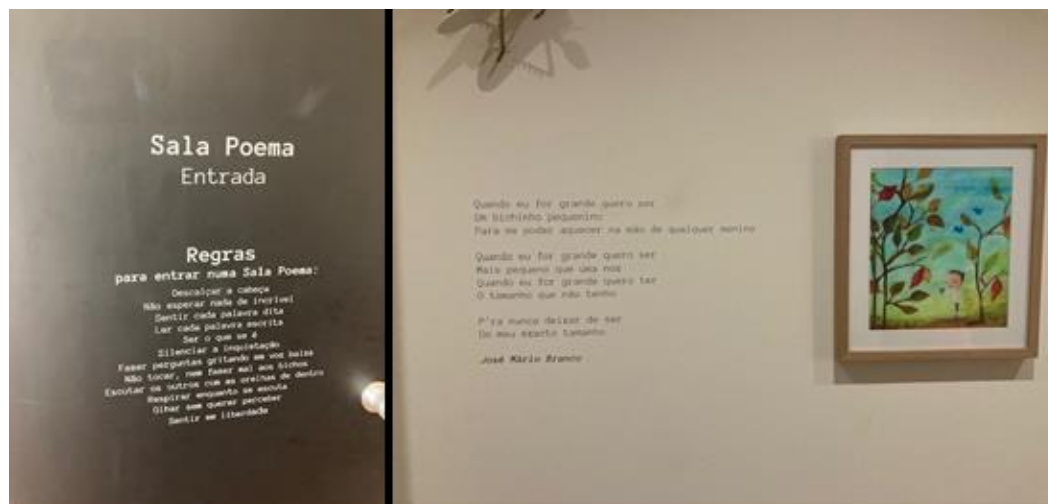 Sala Poema
Entrada
Regras
para entrar numa Sala Poema:
Descalçar a cabeça
Não esperar nada de incrível
Sentir cada palavra dita
Ler cada palavra escrita
Ser o que se é
Silenciar a inquietação
Fazer perguntas gritando em voz baixa
Não tocar, nem fazer mal aos bichos
Escutar os outros com as orelhas de dentro
Respirar enquanto se escuta
Olhar sem querer perceber
Sentir em liberdade
Quando eu for grande quero ser
Um bichinho pequenino
Para me poder aquecer na mão de qualquer menino
Quando eu for grande quero ser
Mais pequeno que uma noz
Quando eu for grande quero ter
O tamanho que não tenho
P'ra nunca deixar de ser
Do meu exacto tamanho
José Mário Branco